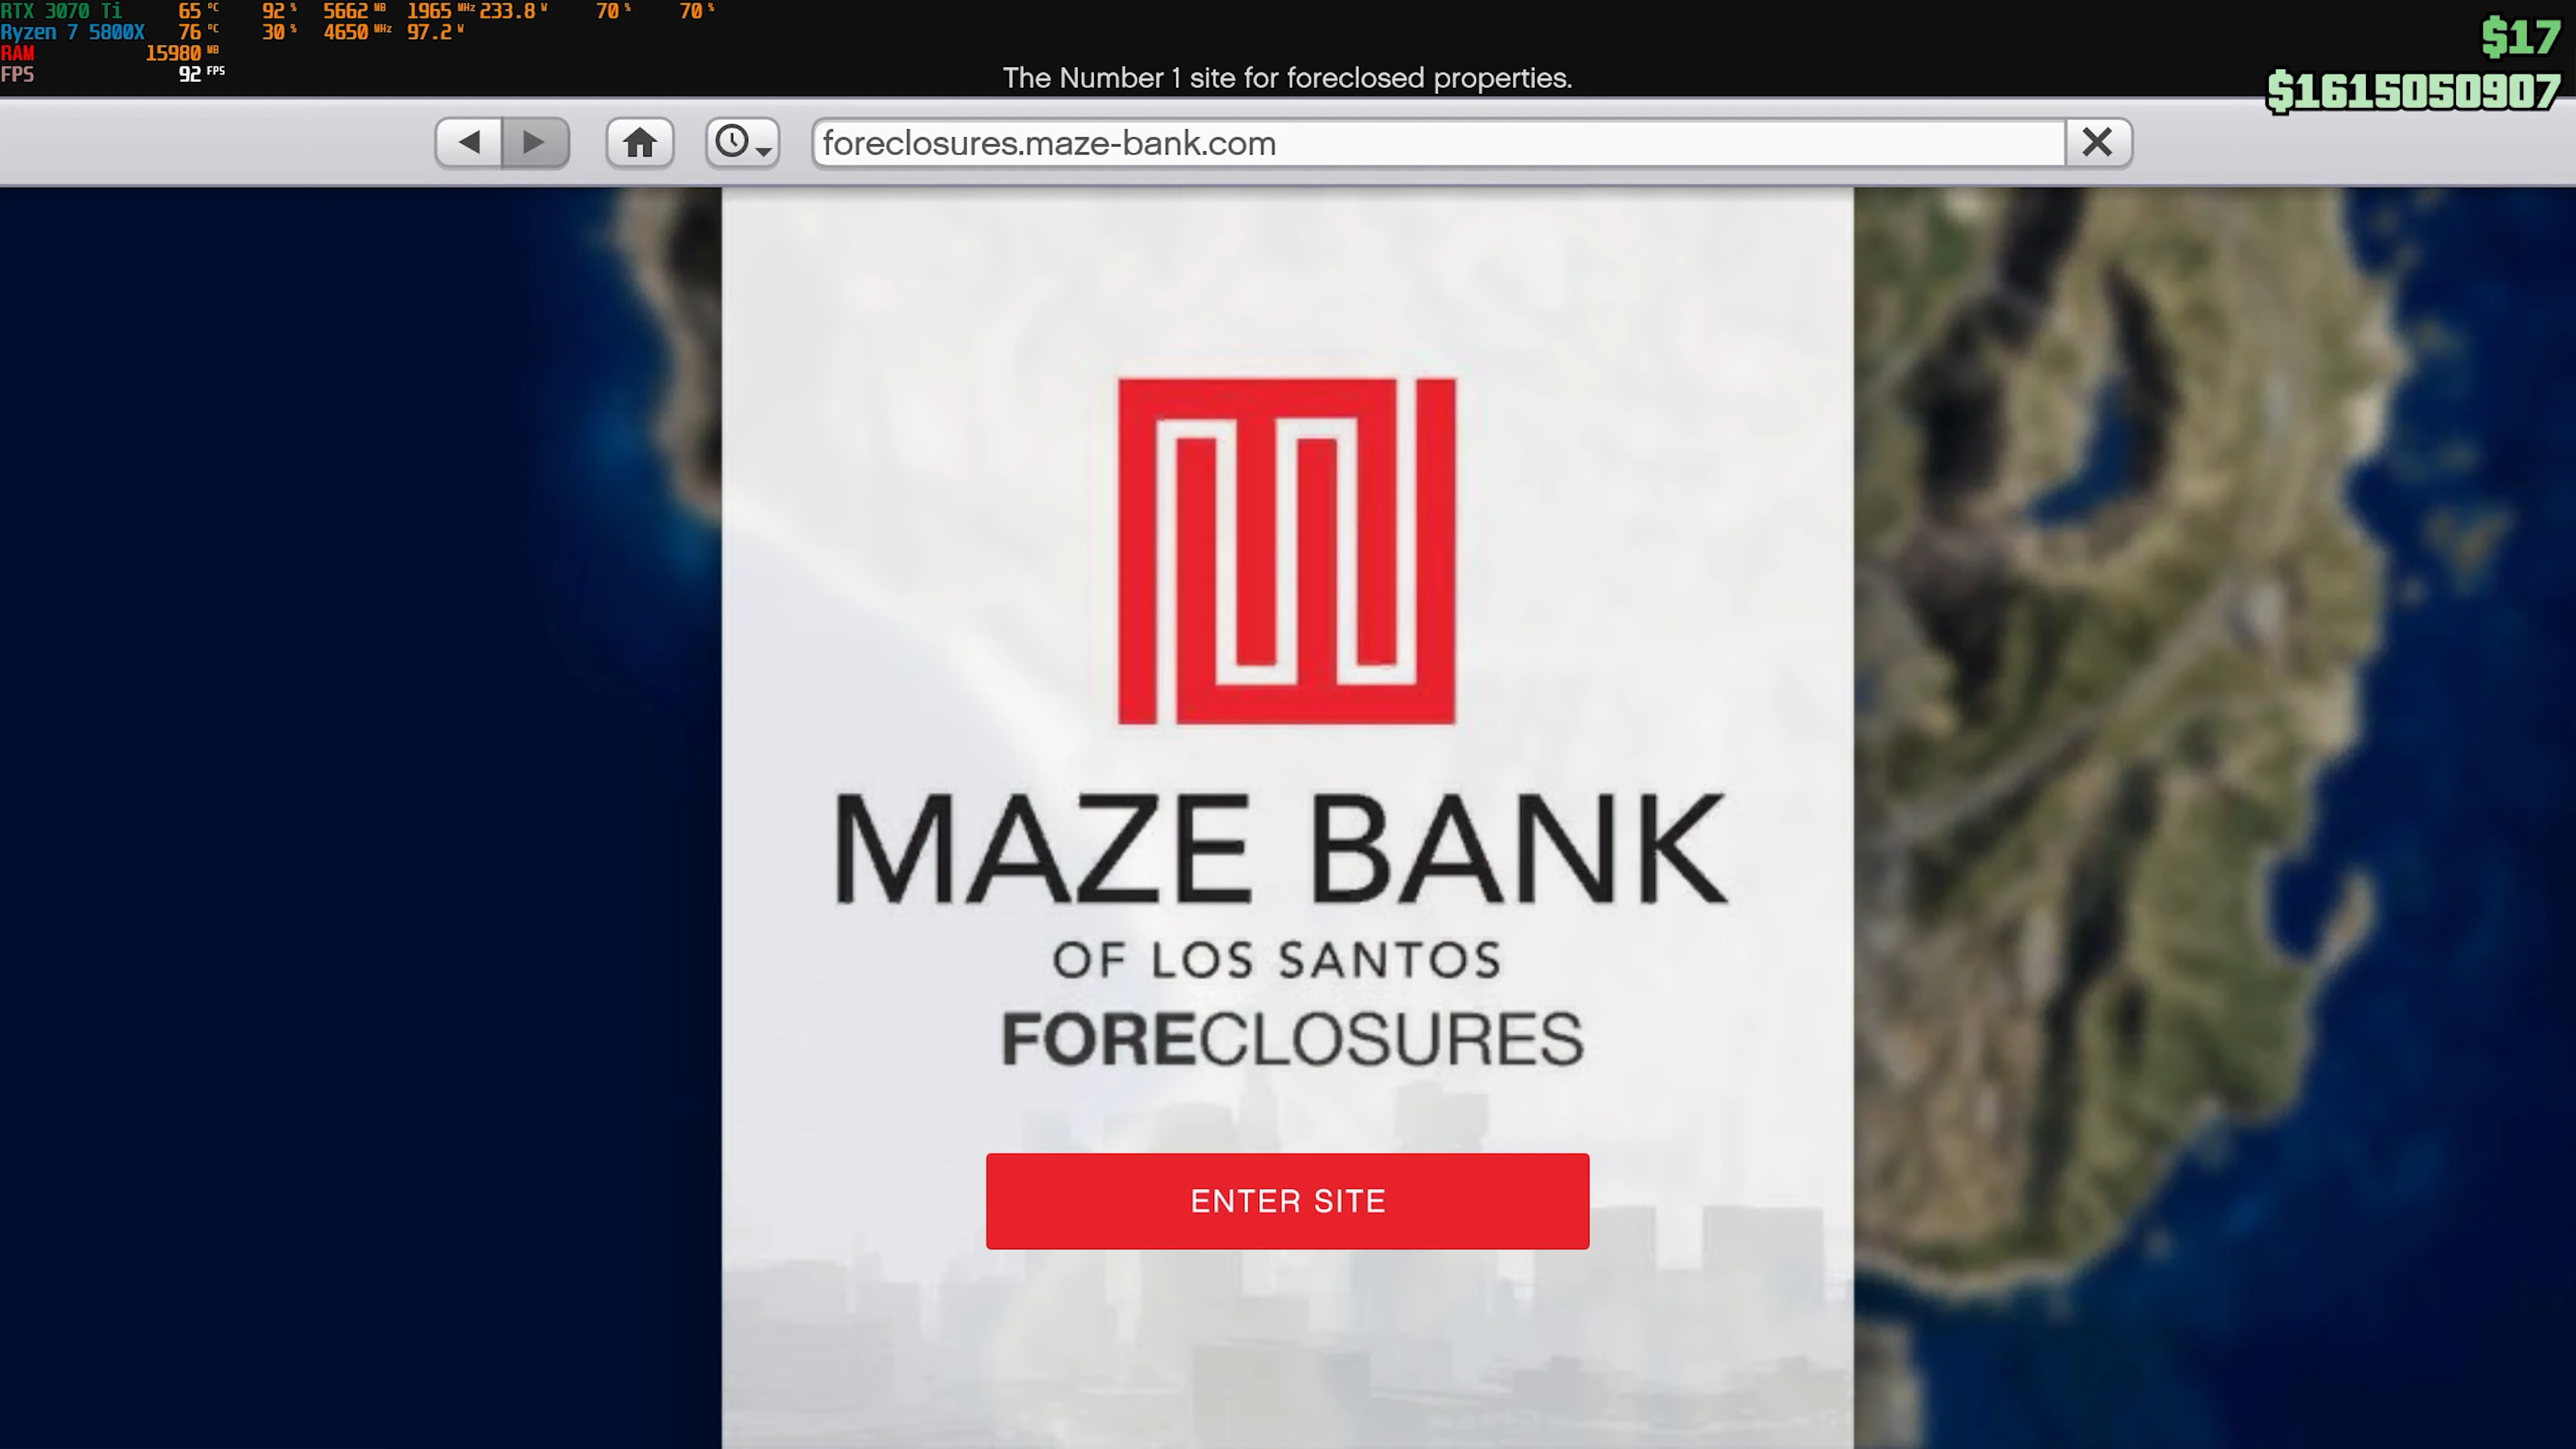 RTX 3070 Ti 65 °C 92 % 5662 MB 1965 MHz 233.8 W 70 % 70 %
Ryzen 7 5800X 76 °C 30 % 4650 MHz 97.2 W
RAM 15980 MB
FPS 92 FPS
$17
$1615050907
The Number 1 site for foreclosed properties.
foreclosures.maze-bank.com
MAZE BANK
OF LOS SANTOS
FORECLOSURES
ENTER SITE